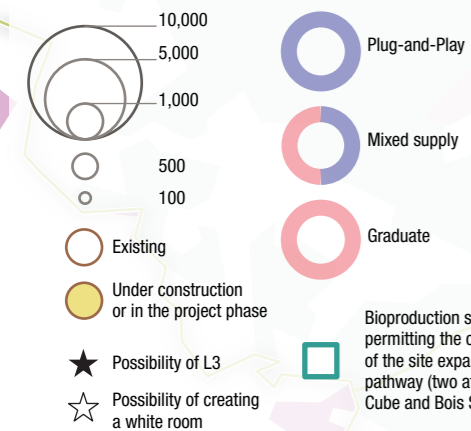 10,000
5,000
1,000
500
100
Existing
Under construction
or in the project phase
Possibility of L3
Possibility of creating
a white room
Plug-and-Play
Mixed supply
Graduate
Bioproduction
permitting the
of the site
pathway (two
Cube and Bois